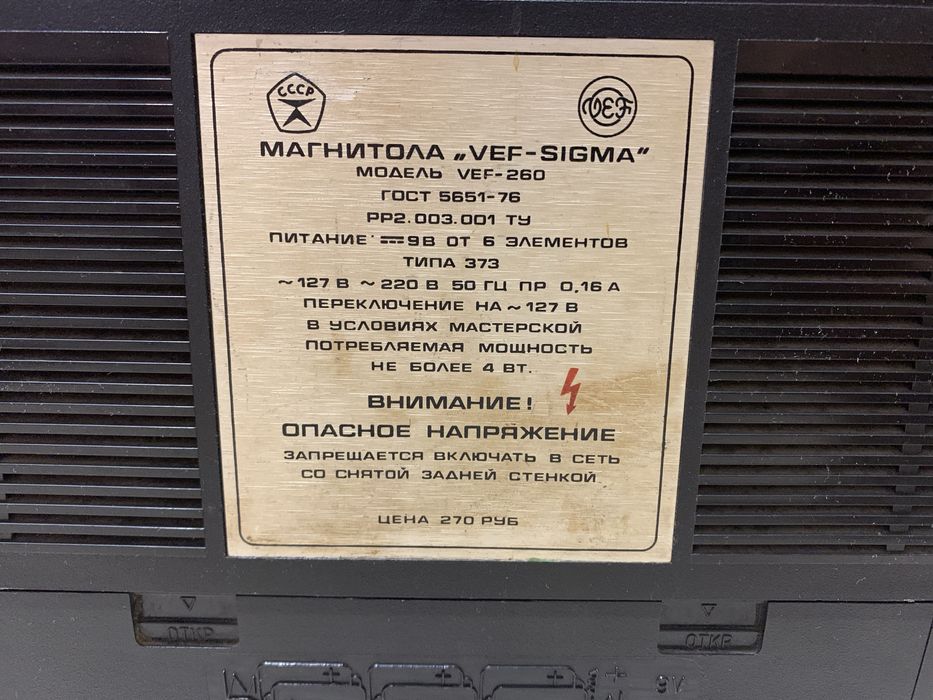 СССР
VEF
МАГНИТОЛА „VEF-SIGMA"
МОДЕЛЬ VEF-260
ГОСТ 5651-76
РР2.003.001 ТУ
ПИТАНИЕ ⎓ 9В ОТ 6 ЭЛЕМЕНТОВ
ТИПА 373
~127 В ~220 В 50 ГЦ ПР 0,16 А
ПЕРЕКЛЮЧЕНИЕ НА ~127 В
В УСЛОВИЯХ МАСТЕРСКОЙ
ПОТРЕБЛЯЕМАЯ МОЩНОСТЬ
НЕ БОЛЕЕ 4 ВТ.
ВНИМАНИЕ!
ОПАСНОЕ НАПРЯЖЕНИЕ
ЗАПРЕЩАЕТСЯ ВКЛЮЧАТЬ В СЕТЬ
СО СНЯТОЙ ЗАДНЕЙ СТЕНКОЙ
ЦЕНА 270 РУБ
ОТКР ОТКР
+ + + + 9V